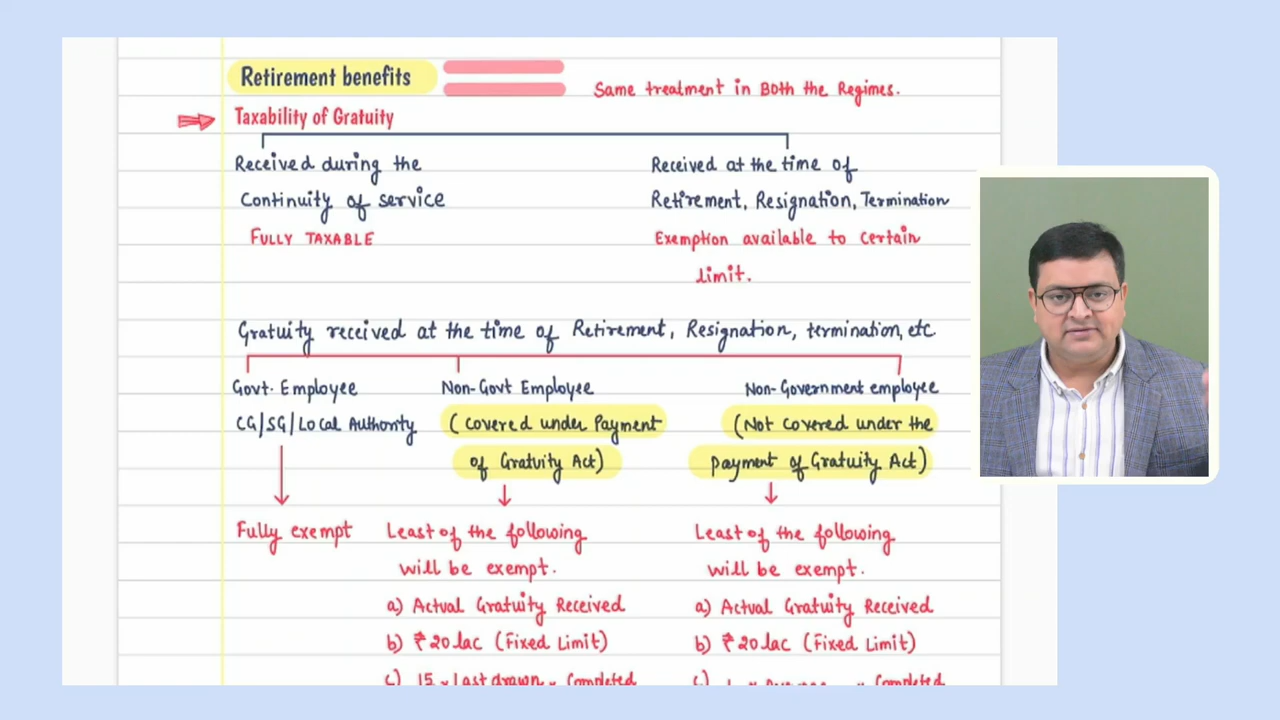 Retirement benefits
Same treatment in Both the Regimes.
Taxability of Gratuity
Received during the
Continuity of service
FULLY TAXABLE
Received at the time of
Retirement, Resignation, Termination
Exemption available to certain
limit.
Gratuity received at the time of Retirement, Resignation, termination, etc
Govt. Employee
CG/SG/Local Authority
Fully exempt
Non-Govt Employee
(covered under Payment
of Gratuity Act)
Least of the following
will be exempt.
a) Actual Gratuity Received
b) ₹20 lac (Fixed Limit)
c) 15 x Last drawn x Completed
Non-Government employee
(Not covered under the
payment of Gratuity Act)
Least of the following
will be exempt.
a) Actual Gratuity Received
b) ₹20 lac (Fixed Limit)
c) Completed